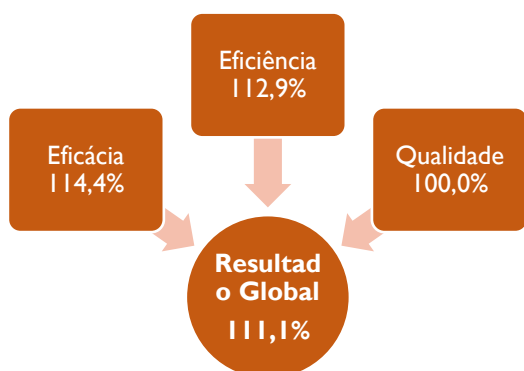 Eficiência
112,9%
Eficácia
114,4%
Qualidade
100,0%
Resultad
o Global
111,1%